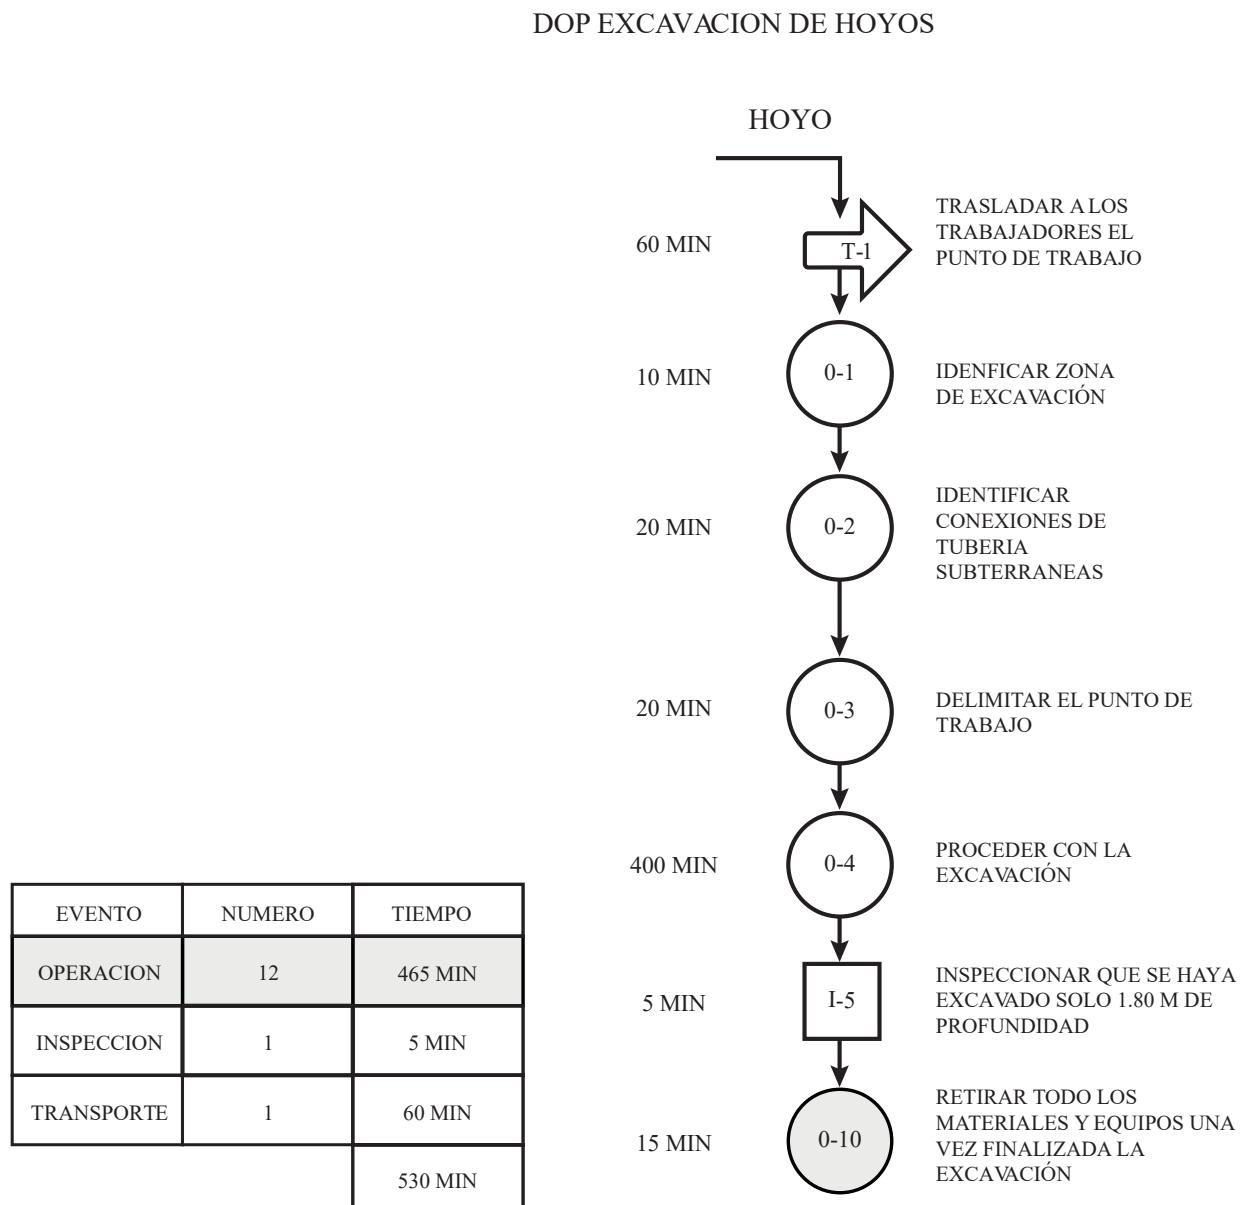 DOP EXCAVACION DE HOYOS
HOYO
60 MIN
T-1
TRASLADAR A LOS
TRABAJADORES EL
PUNTO DE TRABAJO
10 MIN
0-1
IDENFICAR ZONA
DE EXCAVACIÓN
20 MIN
0-2
IDENTIFICAR
CONEXIONES DE
TUBERIA
SUBTERRANEAS
20 MIN
0-3
DELIMITAR EL PUNTO DE
TRABAJO
400 MIN
0-4
PROCEDER CON LA
EXCAVACIÓN
5 MIN
I-5
INSPECCIONAR QUE SE HAYA
EXCAVADO SOLO 1.80 M DE
PROFUNDIDAD
15 MIN
0-10
RETIRAR TODO LOS
MATERIALES Y EQUIPOS UNA
VEZ FINALIZADA LA
EXCAVACIÓN
EVENTO NUMERO TIEMPO
OPERACION 12 465 MIN
INSPECCION 1 5 MIN
TRANSPORTE 1 60 MIN
530 MIN